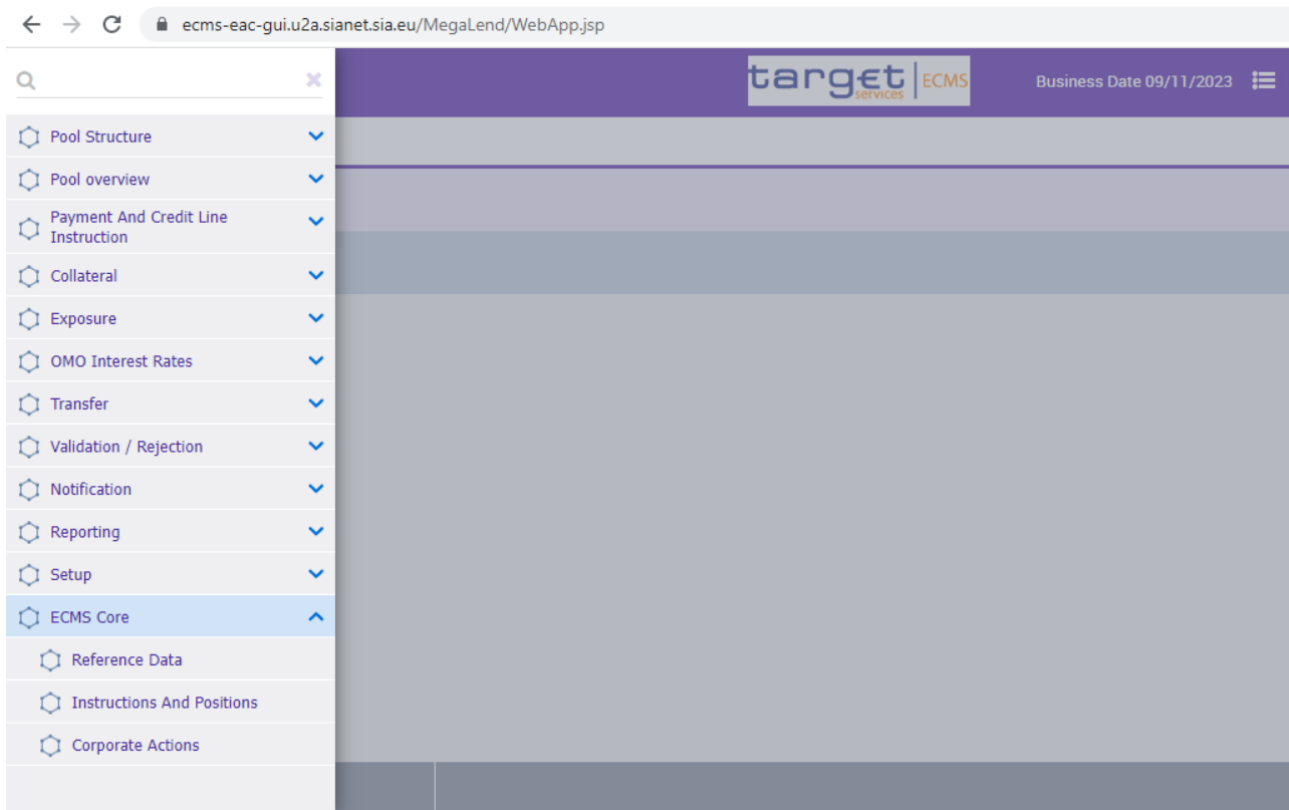 ecms-eac-gui.u2a.sianet.sia.eu/MegaLend/WebApp.jsp
target services ECMS
Business Date 09/11/2023
Pool Structure
Pool overview
Payment And Credit Line
Instruction
Collateral
Exposure
OMO Interest Rates
Transfer
Validation / Rejection
Notification
Reporting
Setup
ECMS Core
Reference Data
Instructions And Positions
Corporate Actions